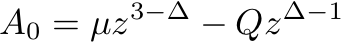 $A_0 = \mu z^{3-\Delta} - Q z^{\Delta-1}$